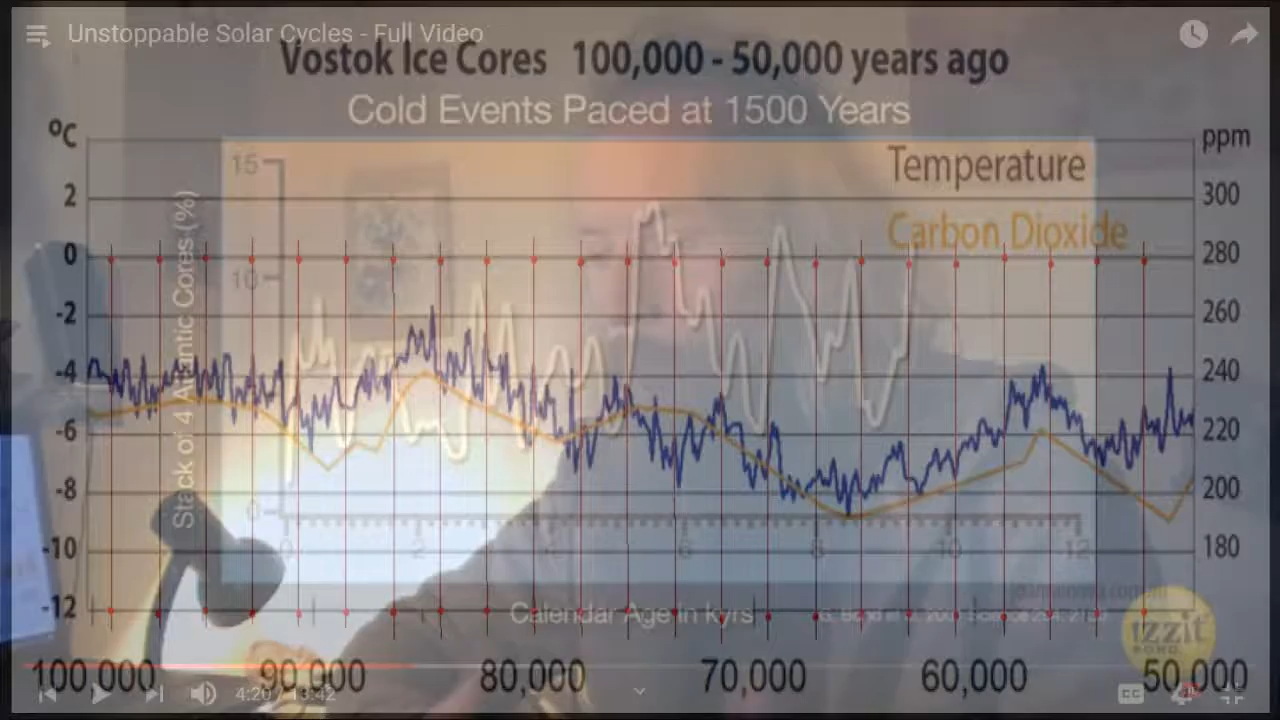 Unstoppable Solar Cycles - Full Video
Vostok Ice Cores 100,000 - 50,000 years ago
Cold Events Paced at 1500 Years
ºC
ppm
Temperature
Carbon Dioxide
2
0
-2
-4
-6
-8
-10
-12
300
280
260
240
220
200
180
Stack of 4 Atlantic Cores (%)
15
10
0
0
2
6
8
10
12
Calendar Age in kyrs
izzit
100,000
90,000
80,000
70,000
60,000
50,000
4:20 / 13:42
CC